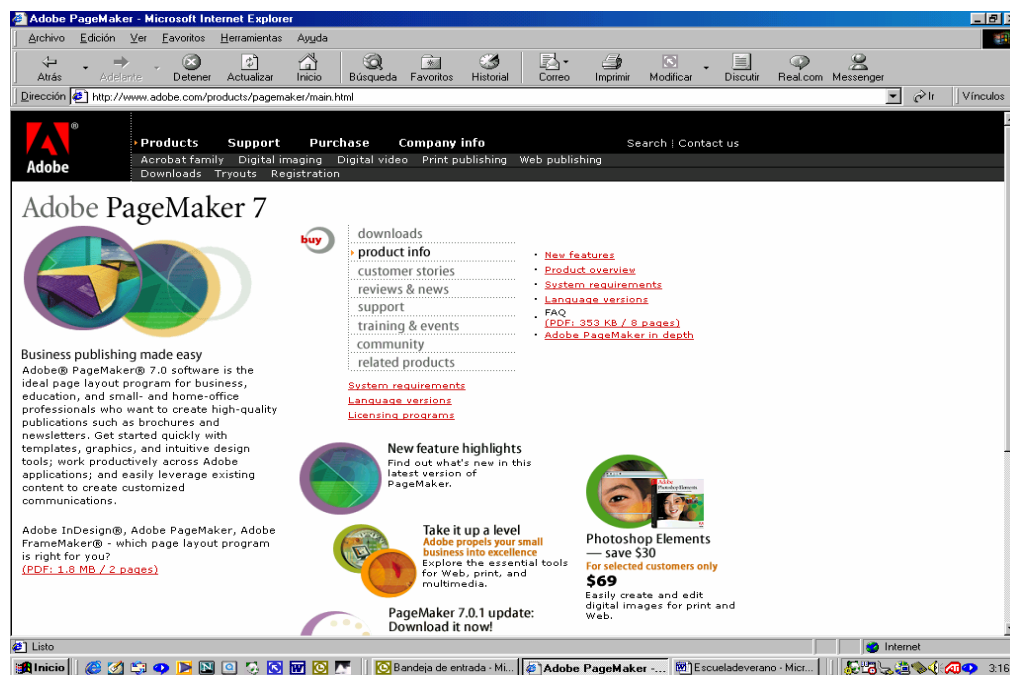 Adobe PageMaker - Microsoft Internet Explorer
Archivo Edición Ver Favoritos Herramientas Ayuda
Atrás Adelante Detener Actualizar Inicio Búsqueda Favoritos Historial Correo Imprimir Modificar Discutir Real.com Messenger
Dirección http://www.adobe.com/products/pagemaker/main.html Ir Vínculos
Adobe
Products Support Purchase Company info Search | Contact us
Acrobat family Digital imaging Digital video Print publishing Web publishing
Downloads Tryouts Registration
Adobe PageMaker 7
Business publishing made easy
Adobe® PageMaker® 7.0 software is the
ideal page layout program for business,
education, and small- and home-office
professionals who want to create high-quality
publications such as brochures and
newsletters. Get started quickly with
templates, graphics, and intuitive design
tools; work productively across Adobe
applications; and easily leverage existing
content to create customized
communications.
Adobe InDesign®, Adobe PageMaker, Adobe
FrameMaker® - which page layout program
is right for you?
(PDF: 1.8 MB / 2 pages)
buy
downloads
product info
customer stories
reviews & news
support
training & events
community
related products
System requirements
Language versions
Licensing programs
New features
Product overview
System requirements
Language versions
FAQ
(PDF: 353 KB / 8 pages)
Adobe PageMaker in depth
New feature highlights
Find out what's new in this
latest version of
PageMaker.
Take it up a level
Adobe propels your small
business into excellence
Explore the essential tools
for Web, print, and
multimedia.
PageMaker 7.0.1 update:
Download it now!
Adobe
Photoshop Elements
Photoshop Elements
— save $30
For selected customers only
$69
Easily create and edit
digital images for print and
Web.
Listo Internet
Inicio Bandeja de entrada - Mi... Adobe PageMaker -... Escueladeverano - Micr... 3:16